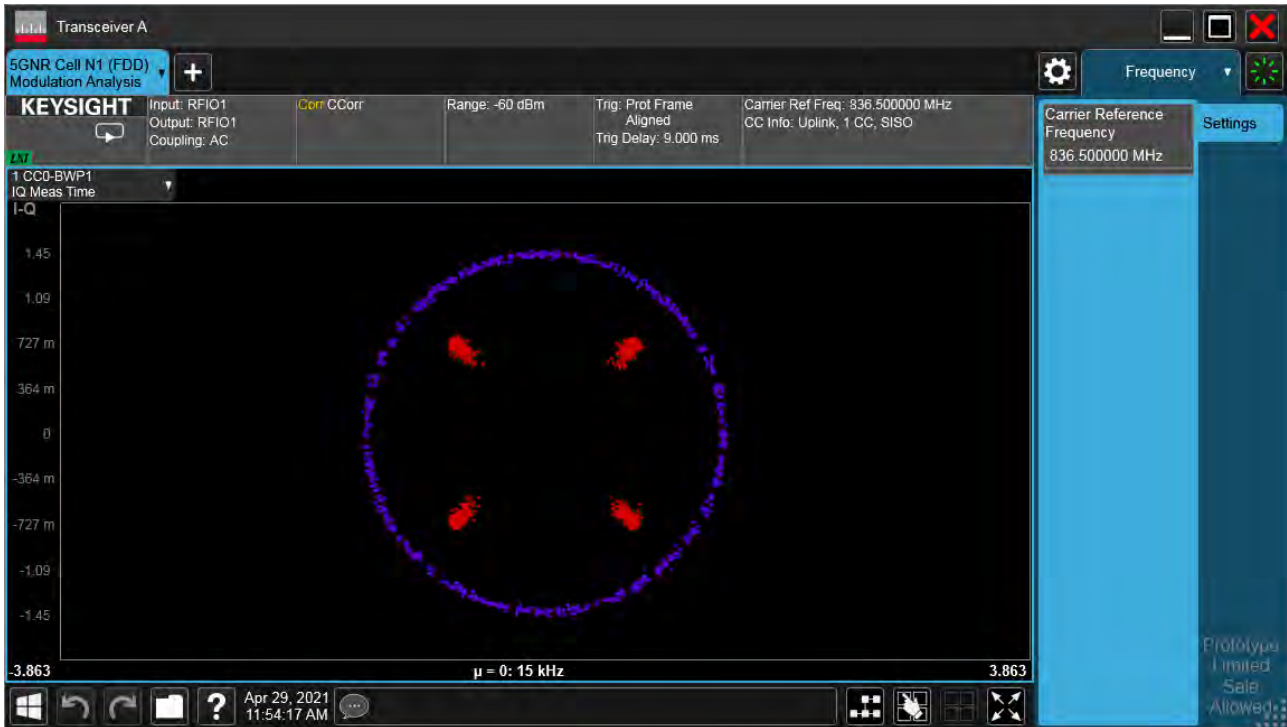 Transceiver A
5GNR Cell N1 (FDD)
Modulation Analysis
+
Frequency
KEYSIGHT
Input: RFIO1
Output: RFIO1
Coupling: AC
Corr CCorr
Range: -60 dBm
Trig: Prot Frame
Aligned
Trig Delay: 9.000 ms
Carrier Ref Freq: 836.500000 MHz
CC Info: Uplink, 1 CC, SISO
LNI
Carrier Reference
Frequency
836.500000 MHz
Settings
1 CC0-BWP1
IQ Meas Time
I-Q
1.45
1.09
727 m
364 m
0
-364 m
-727 m
-1.09
-1.45
-3.863
μ = 0: 15 kHz
3.863
?
Apr 29, 2021
11:54:17 AM
Prototype
Limited
Sale
Allowed